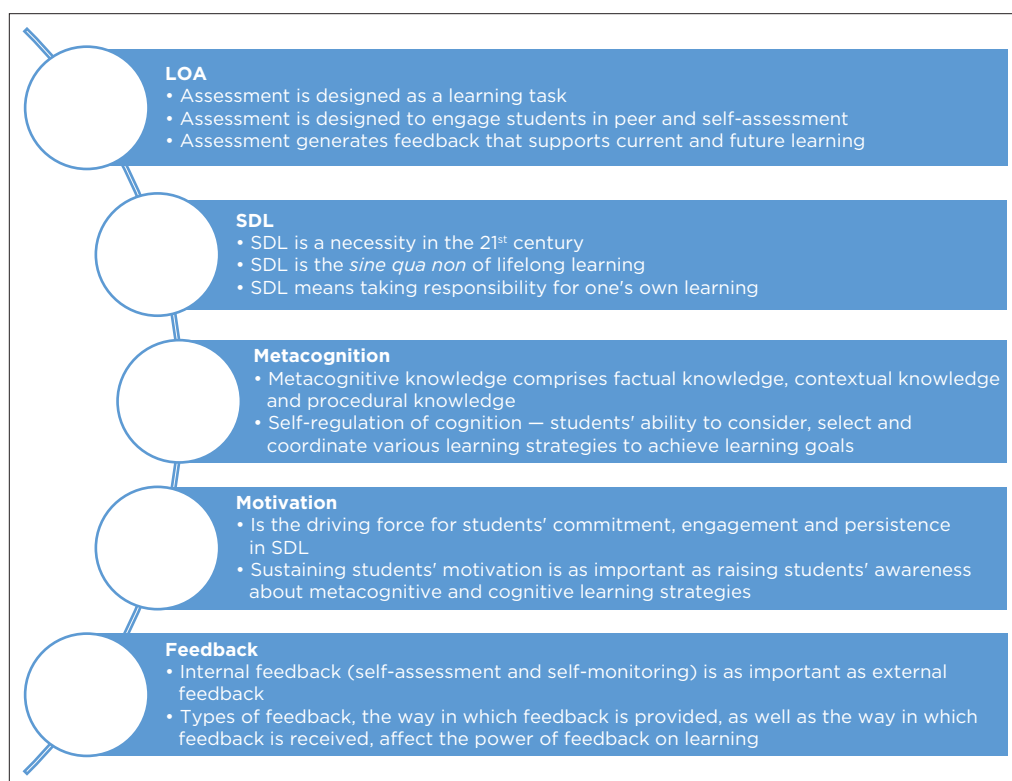 LOA
• Assessment is designed as a learning task
• Assessment is designed to engage students in peer and self-assessment
• Assessment generates feedback that supports current and future learning
SDL
• SDL is a necessity in the 21st century
• SDL is the sine qua non of lifelong learning
• SDL means taking responsibility for one's own learning
Metacognition
• Metacognitive knowledge comprises factual knowledge, contextual knowledge
and procedural knowledge
• Self-regulation of cognition — students' ability to consider, select and
coordinate various learning strategies to achieve learning goals
Motivation
• Is the driving force for students' commitment, engagement and persistence
in SDL
• Sustaining students' motivation is as important as raising students' awareness
about metacognitive and cognitive learning strategies
Feedback
• Internal feedback (self-assessment and self-monitoring) is as important as external
feedback
• Types of feedback, the way in which feedback is provided, as well as the way in which
feedback is received, affect the power of feedback on learning